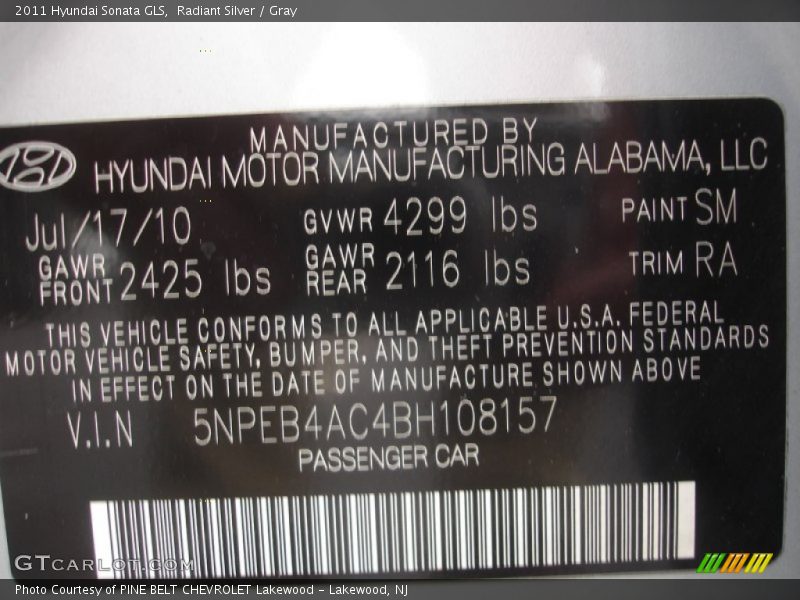 2011 Hyundai Sonata GLS,  Radiant Silver / Gray
MANUFACTURED BY
HYUNDAI MOTOR MANUFACTURING ALABAMA, LLC
Jul/17/10 GVWR 4299 lbs PAINT SM
GAWR FRONT 2425 lbs GAWR REAR 2116 lbs TRIM RA
THIS VEHICLE CONFORMS TO ALL APPLICABLE U.S.A. FEDERAL
MOTOR VEHICLE SAFETY, BUMPER, AND THEFT PREVENTION STANDARDS
IN EFFECT ON THE DATE OF MANUFACTURE SHOWN ABOVE
V.I.N 5NPEB4AC4BH108157
PASSENGER CAR
GTCARLOT.COM
Photo Courtesy of PINE BELT CHEVROLET Lakewood - Lakewood, NJ